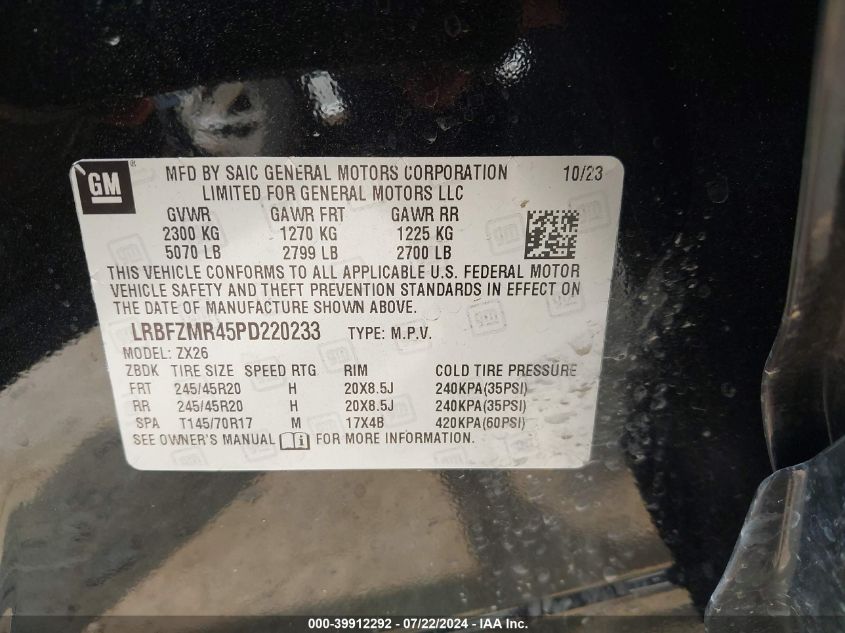 GM
MFD BY SAIC GENERAL MOTORS CORPORATION 10/23
LIMITED FOR GENERAL MOTORS LLC
GVWR GAWR FRT GAWR RR
2300 KG 1270 KG 1225 KG
5070 LB 2799 LB 2700 LB
THIS VEHICLE CONFORMS TO ALL APPLICABLE U.S. FEDERAL MOTOR
VEHICLE SAFETY AND THEFT PREVENTION STANDARDS IN EFFECT ON
THE DATE OF MANUFACTURE SHOWN ABOVE.
LRBFZMR45PD220233 TYPE: M.P.V.
MODEL: ZX26
ZBDK TIRE SIZE SPEED RTG RIM COLD TIRE PRESSURE
FRT 245/45R20 H 20X8.5J 240KPA(35PSI)
RR 245/45R20 H 20X8.5J 240KPA(35PSI)
SPA T145/70R17 M 17X4B 420KPA(60PSI)
SEE OWNER'S MANUAL i FOR MORE INFORMATION.
000-39912292 - 07/22/2024 - IAA Inc.